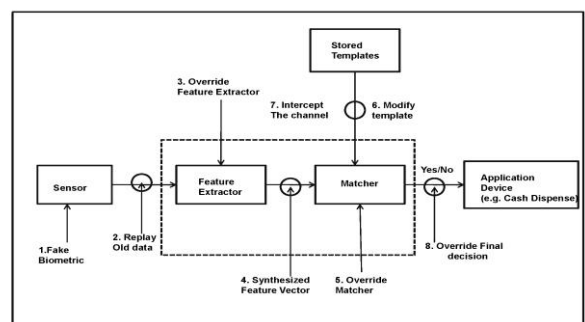 Stored
Templates
3. Override
Feature Extractor
7. Intercept
The channel
6. Modify
template
Sensor
Feature
Extractor
Matcher
Yes/No
Application
Device
(e.g. Cash Dispense)
1.Fake
Biometric
2. Replay
Old data
4. Synthesized
Feature Vector
5. Override
Matcher
8. Override Final
decision